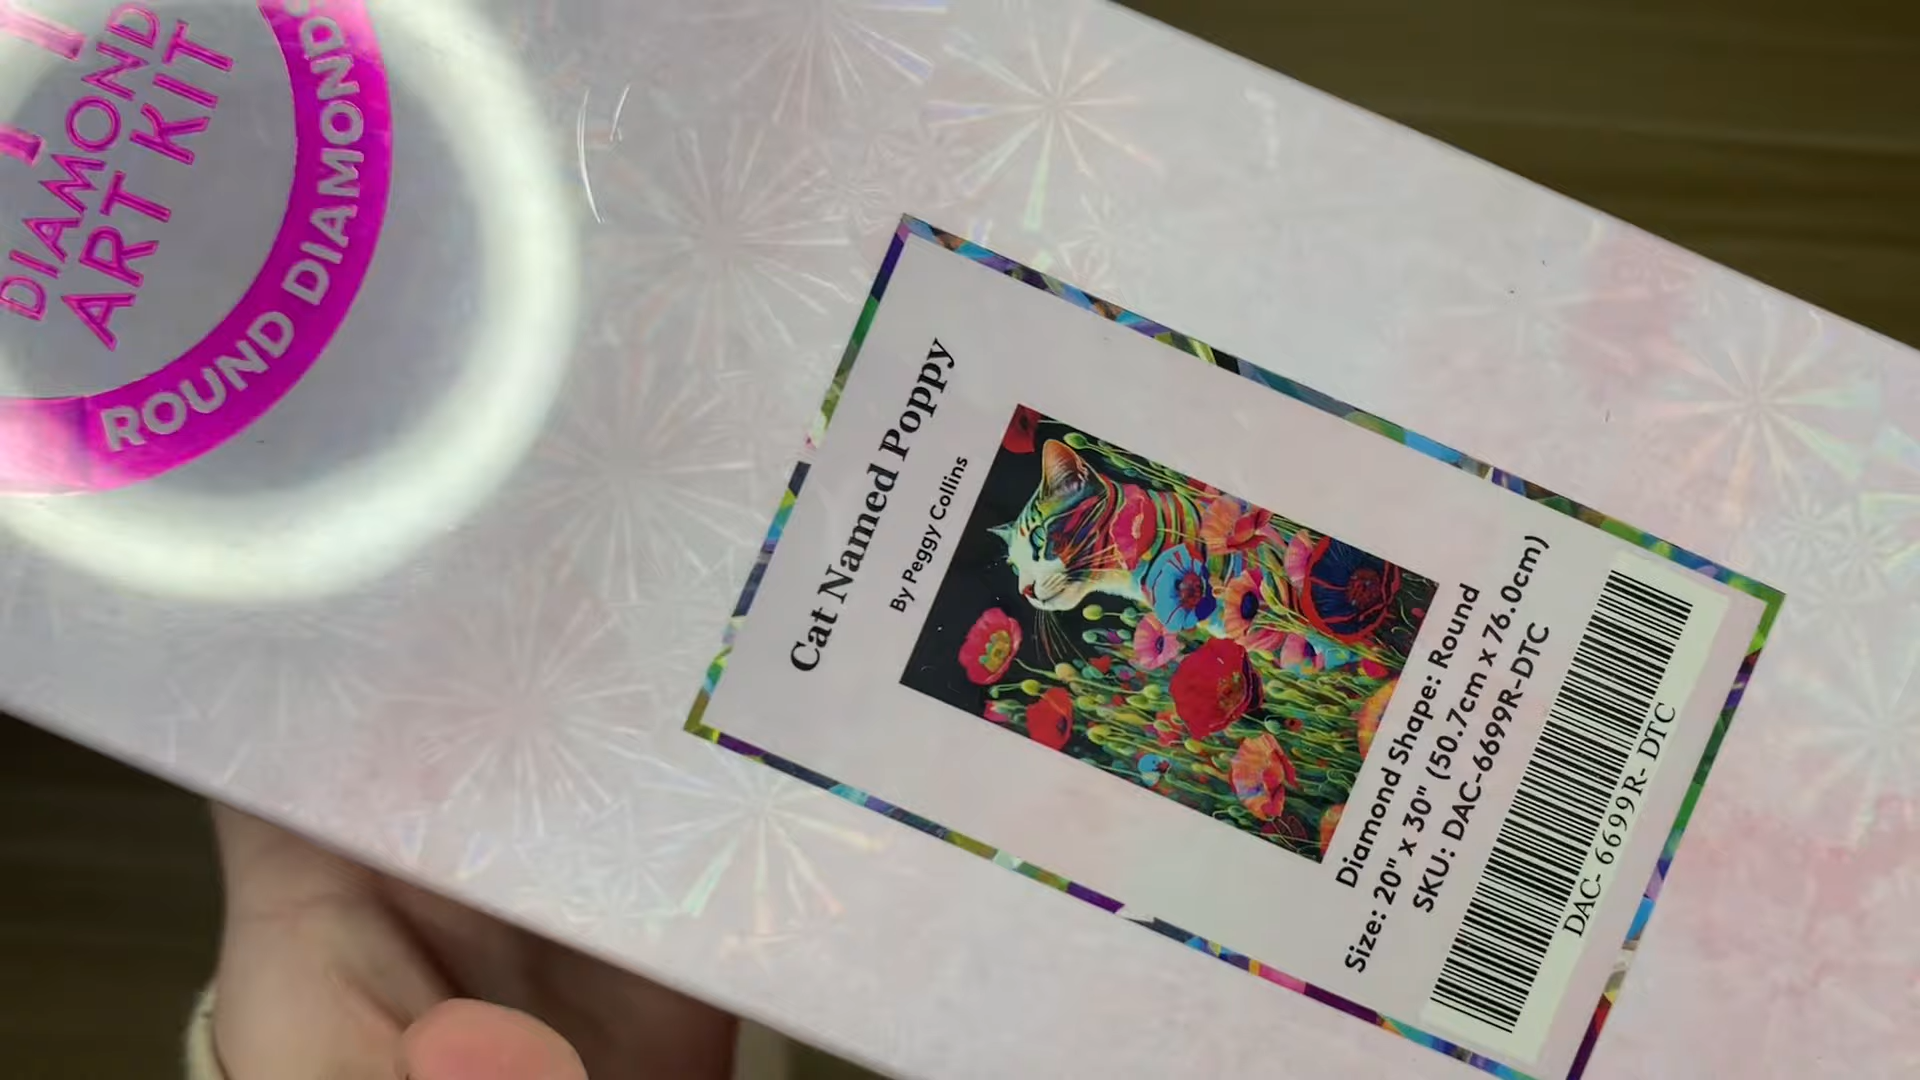 DIAMOND
ART KIT
ROUND DIAMONDS
Cat Named Poppy
By Peggy Collins
Diamond Shape: Round
Size: 20" x 30" (50.7cm x 76.0cm)
SKU: DAC-6699R-DTC
DAC- 6699R- DTC